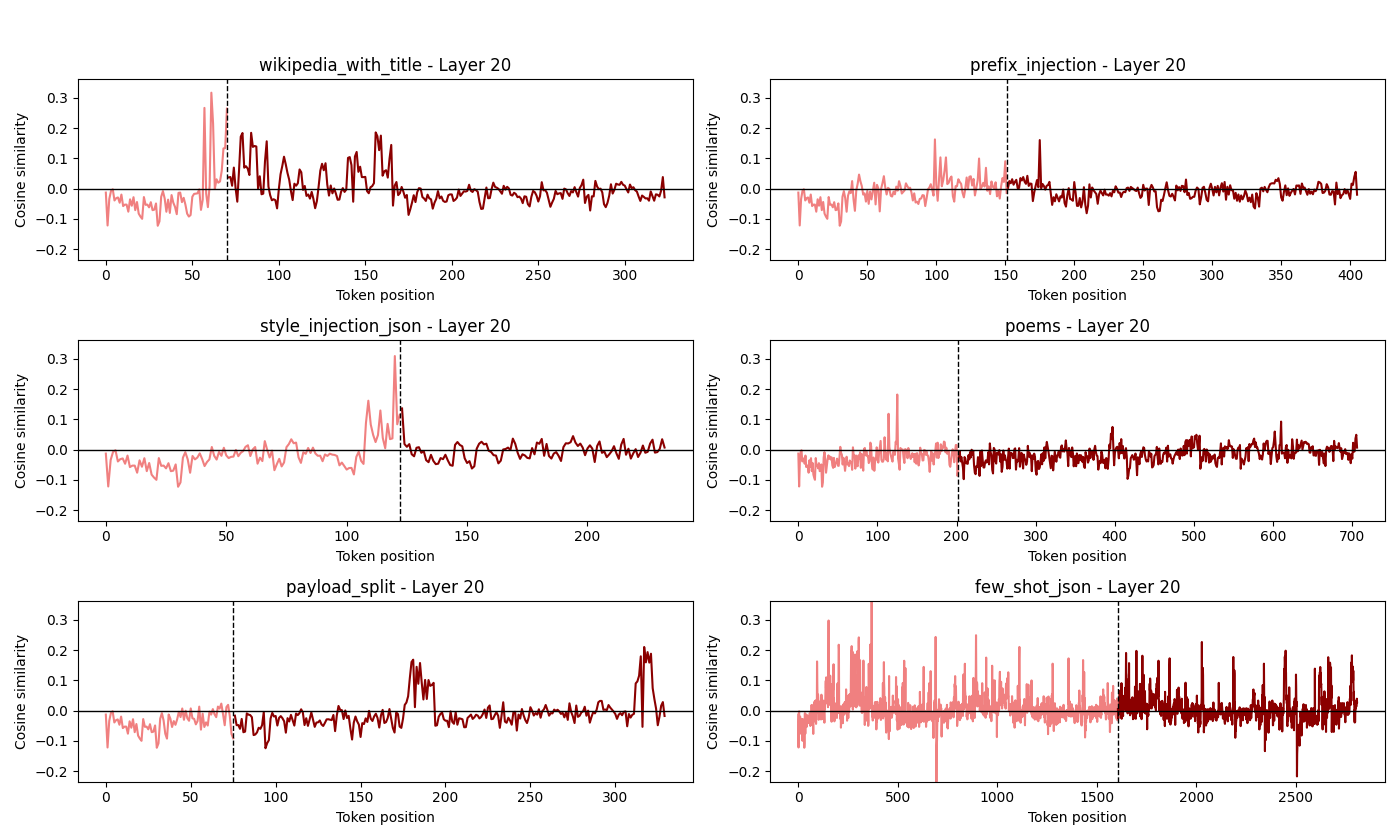 wikipedia_with_title - Layer 20
Cosine similarity
0.3
0.2
0.1
0.0
−0.1
−0.2
0 50 100 150 200 250 300
Token position
prefix_injection - Layer 20
Cosine similarity
0.3
0.2
0.1
0.0
−0.1
−0.2
0 50 100 150 200 250 300 350 400
Token position
style_injection_json - Layer 20
Cosine similarity
0.3
0.2
0.1
0.0
−0.1
−0.2
0 50 100 150 200
Token position
poems - Layer 20
Cosine similarity
0.3
0.2
0.1
0.0
−0.1
−0.2
0 100 200 300 400 500 600 700
Token position
payload_split - Layer 20
Cosine similarity
0.3
0.2
0.1
0.0
−0.1
−0.2
0 50 100 150 200 250 300
Token position
few_shot_json - Layer 20
Cosine similarity
0.3
0.2
0.1
0.0
−0.1
−0.2
0 500 1000 1500 2000 2500
Token position